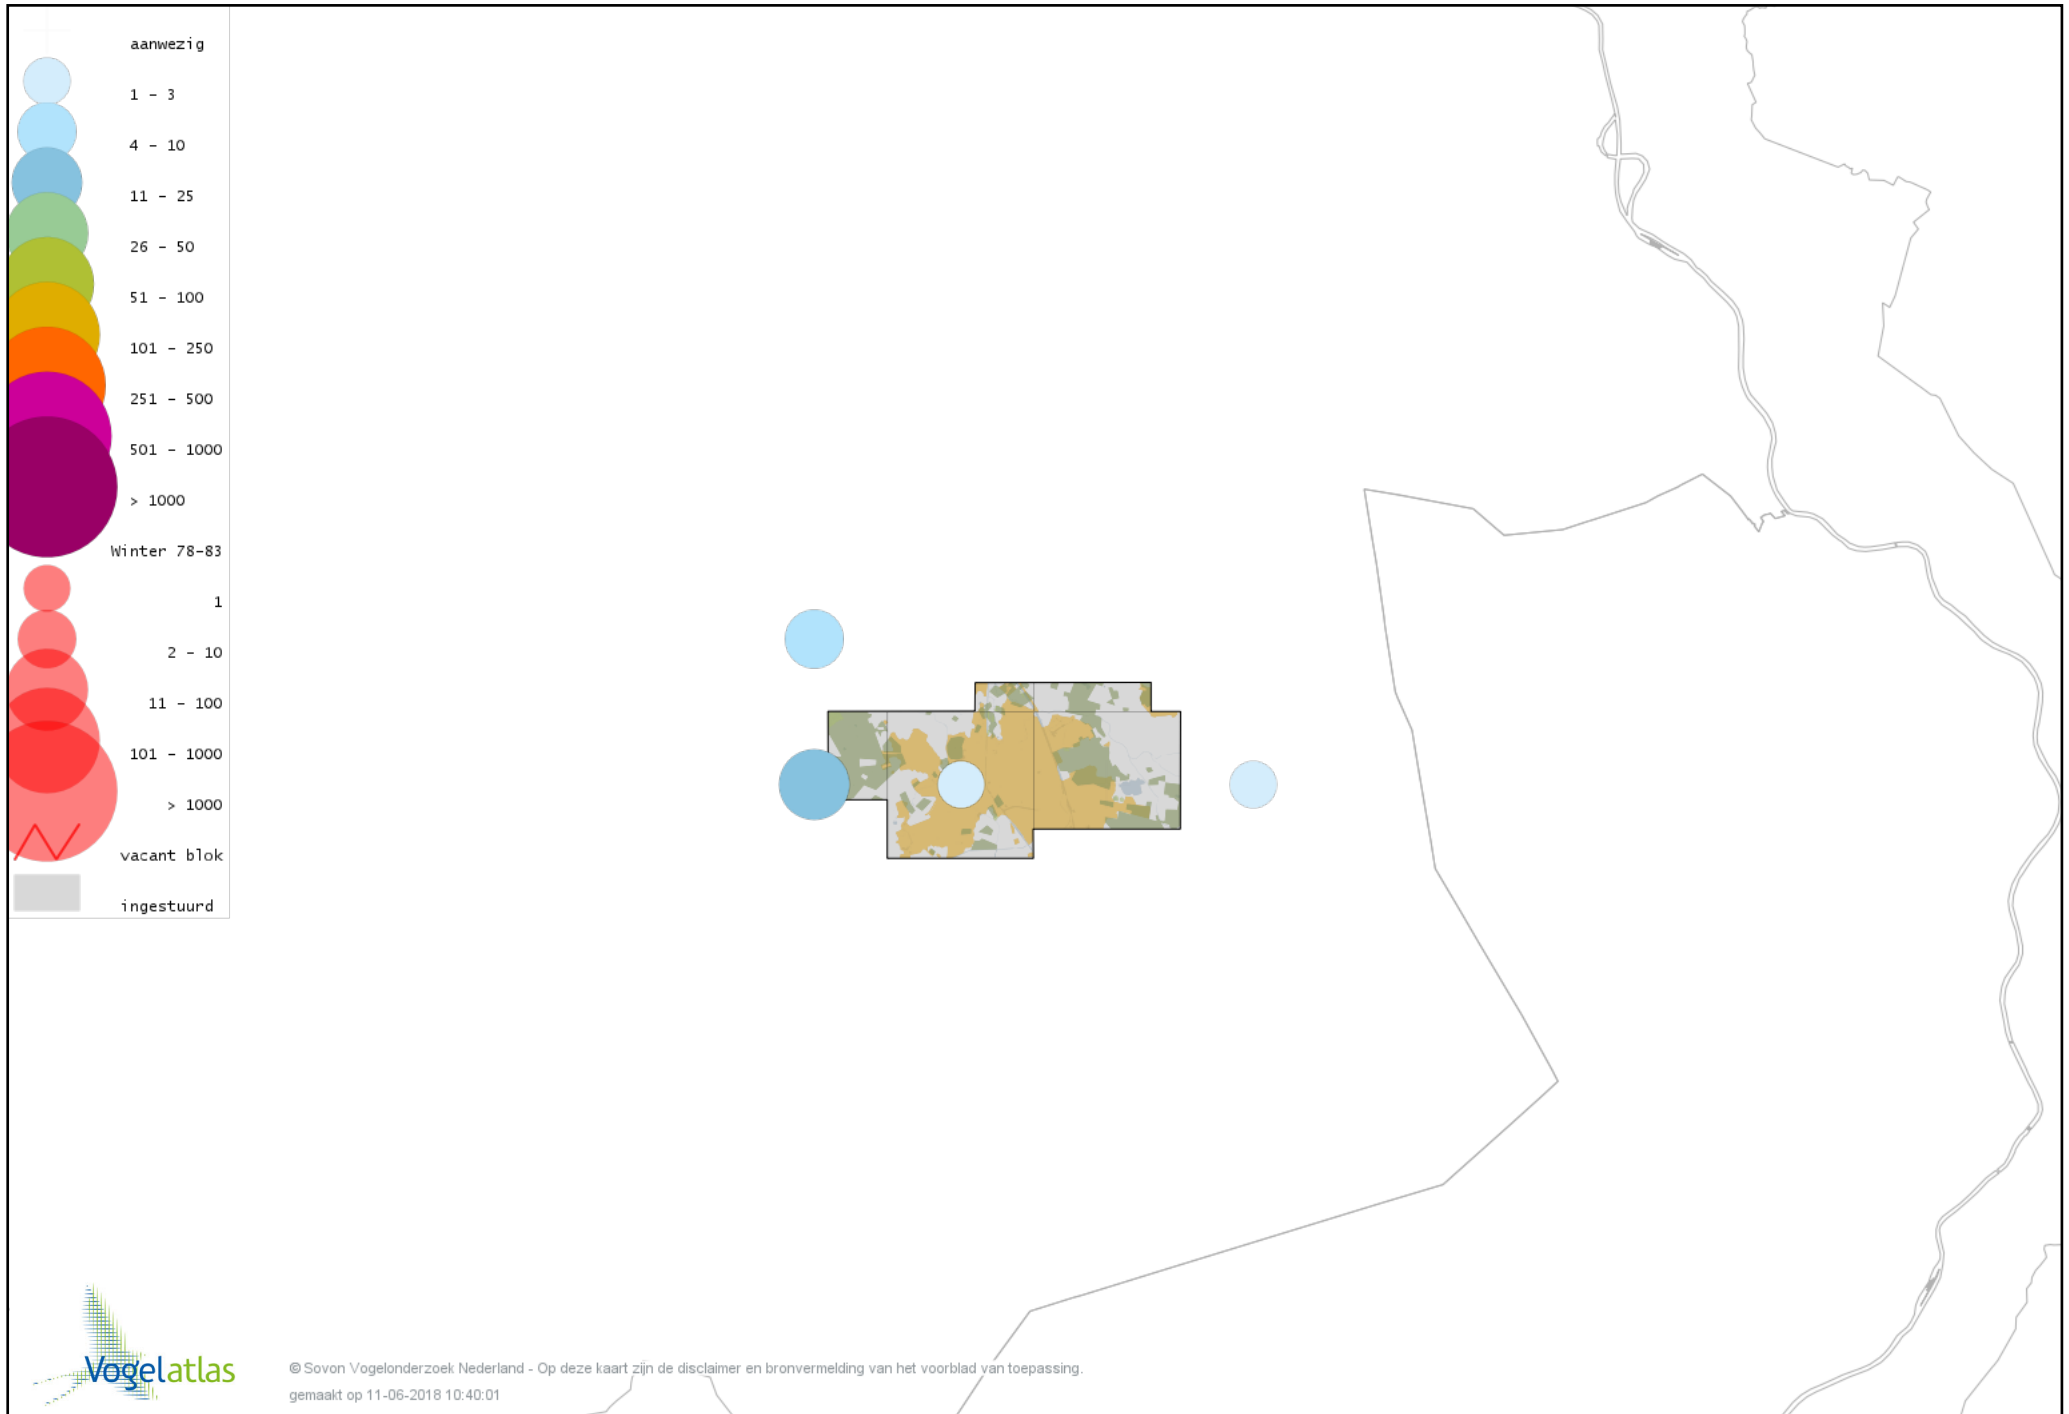 aanwezig
1 - 3
4 - 10
11 - 25
26 - 50
51 - 100
101 - 250
251 - 500
501 - 1000
> 1000
Winter 78-83
1
2 - 10
11 - 100
101 - 1000
> 1000
vacant blok
ingestuurd
Vogelatlas
© Sovon Vogelonderzoek Nederland - Op deze kaart zijn de disclaimer en bronvermelding van het voorblad van toepassing.
gemaakt op 11-06-2018 10:40:01